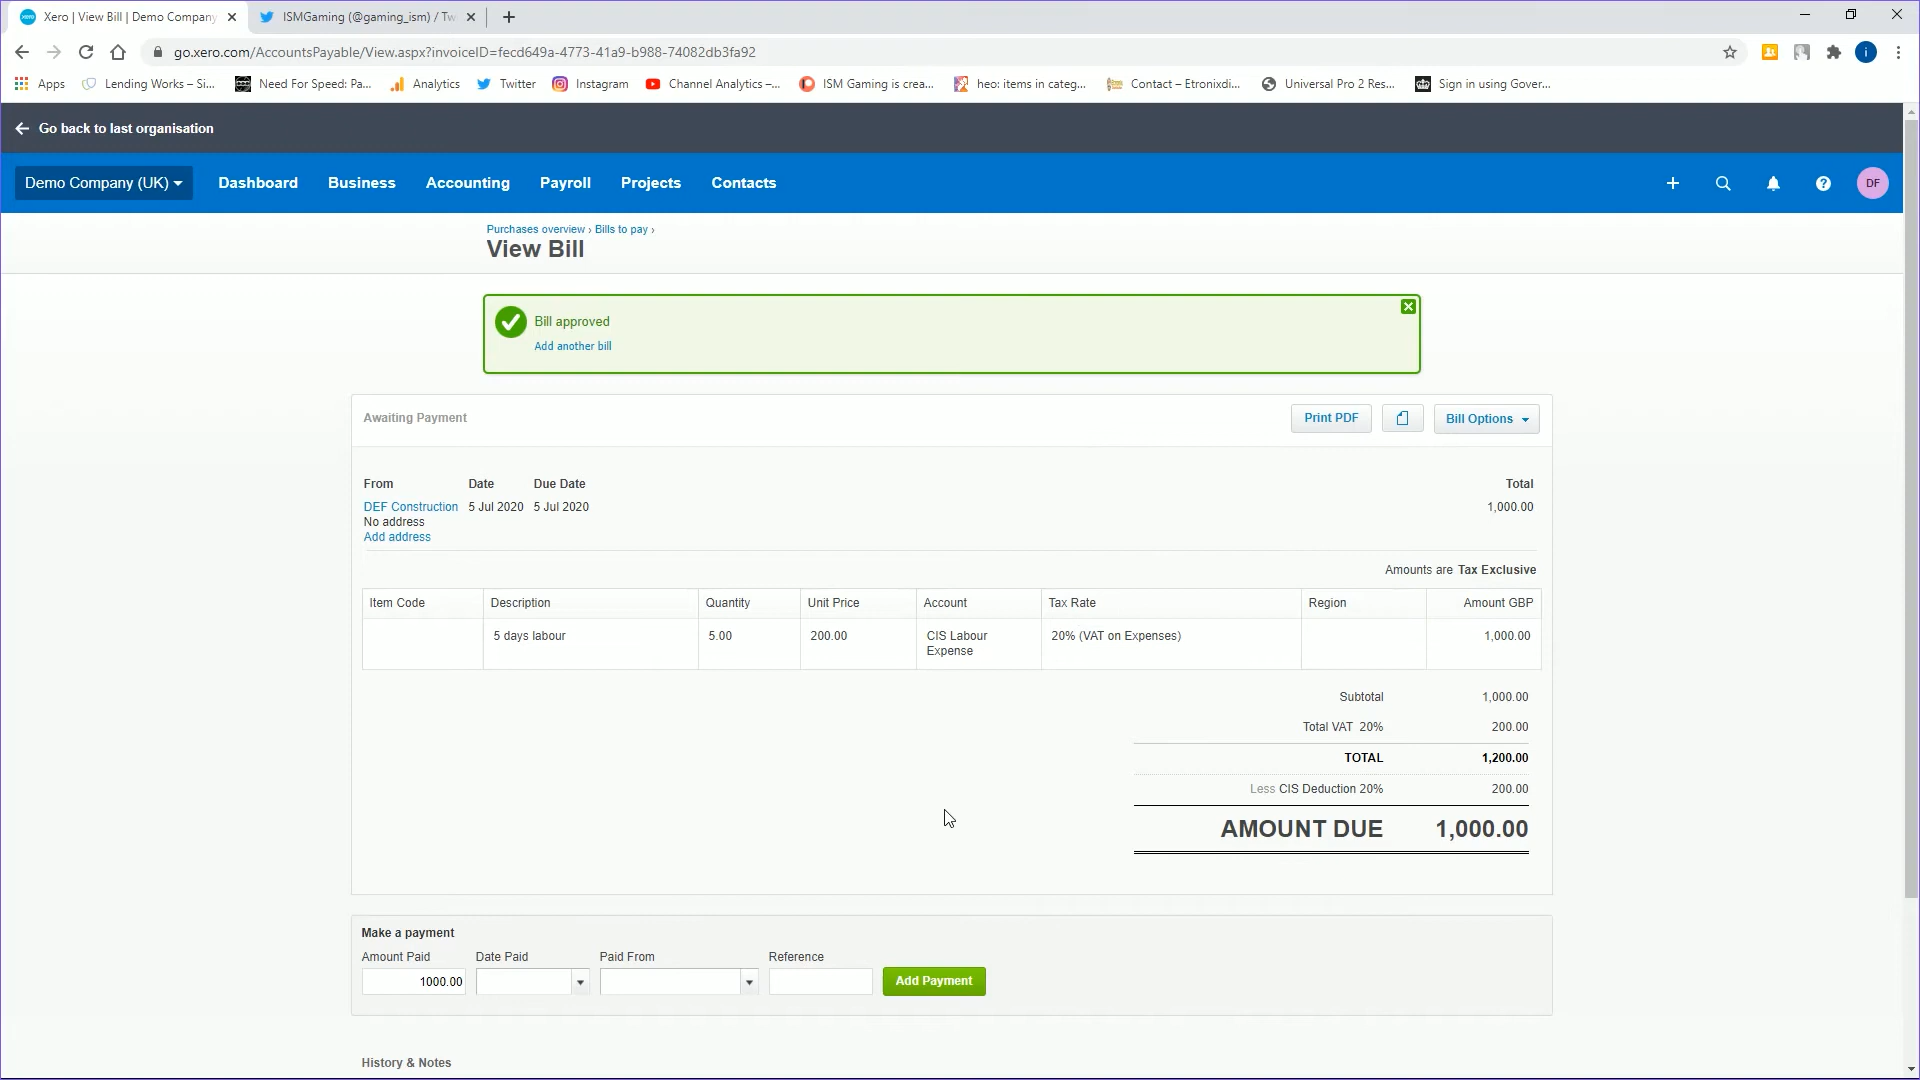 Xero | View Bill | Demo Company
ISMGaming (@gaming_ism) / Tw
go.xero.com/AccountsPayable/View.aspx?invoiceID=fecd649a-4773-41a9-b988-74082db3fa92
i
Apps
Lending Works – Si...
Need For Speed: Pa...
Analytics
Twitter
Instagram
Channel Analytics –...
ISM Gaming is crea...
heo: items in categ...
Contact – Etronixdi...
Universal Pro 2 Res...
Sign in using Gover...
Go back to last organisation
Demo Company (UK)
Dashboard
Business
Accounting
Payroll
Projects
Contacts
DF
Purchases overview › Bills to pay ›
View Bill
Bill approved
Add another bill
Awaiting Payment
Print PDF
Bill Options
From Date Due Date Total
DEF Construction 5 Jul 2020 5 Jul 2020 1,000.00
No address
Add address
Amounts are Tax Exclusive
Item Code Description Quantity Unit Price Account Tax Rate Region Amount GBP
5 days labour 5.00 200.00 CIS Labour 20% (VAT on Expenses) 1,000.00
Expense
Subtotal 1,000.00
Total VAT 20% 200.00
TOTAL 1,200.00
Less CIS Deduction 20% 200.00
AMOUNT DUE 1,000.00
Make a payment
Amount Paid Date Paid Paid From Reference
1000.00 Add Payment
History & Notes